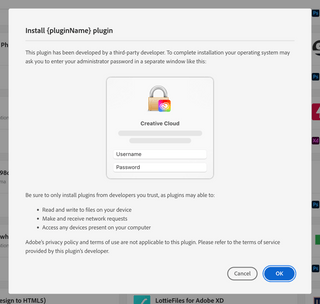 Install {pluginName} plugin
This plugin has been developed by a third-party developer. To complete installation your operating system may
ask you to enter your administrator password in a separate window like this:
Creative Cloud
Username
Password
Be sure to only install plugins from developers you trust, as plugins may able to:
• Read and write to files on your device
• Make and receive network requests
• Access any devices present on your computer
Adobe's privacy policy and terms of use are not applicable to this plugin. Please refer to the terms of service
provided by this plugin's developer.
Cancel
OK
esign to HTML5)
LottieFiles for Adobe XD